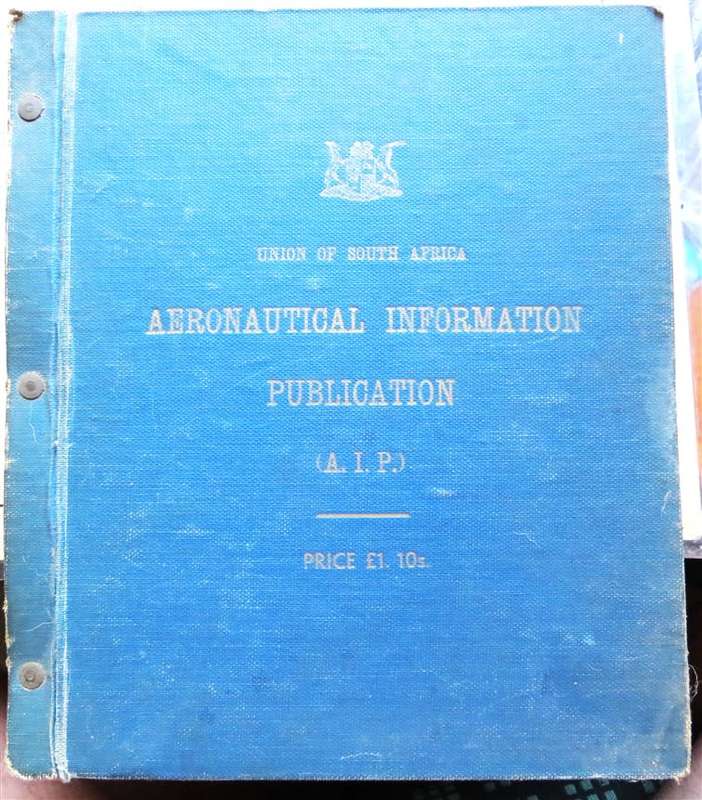 UNION OF SOUTH AFRICA
AERONAUTICAL INFORMATION
PUBLICATION
(A. I. P.)
PRICE £1. 10s.